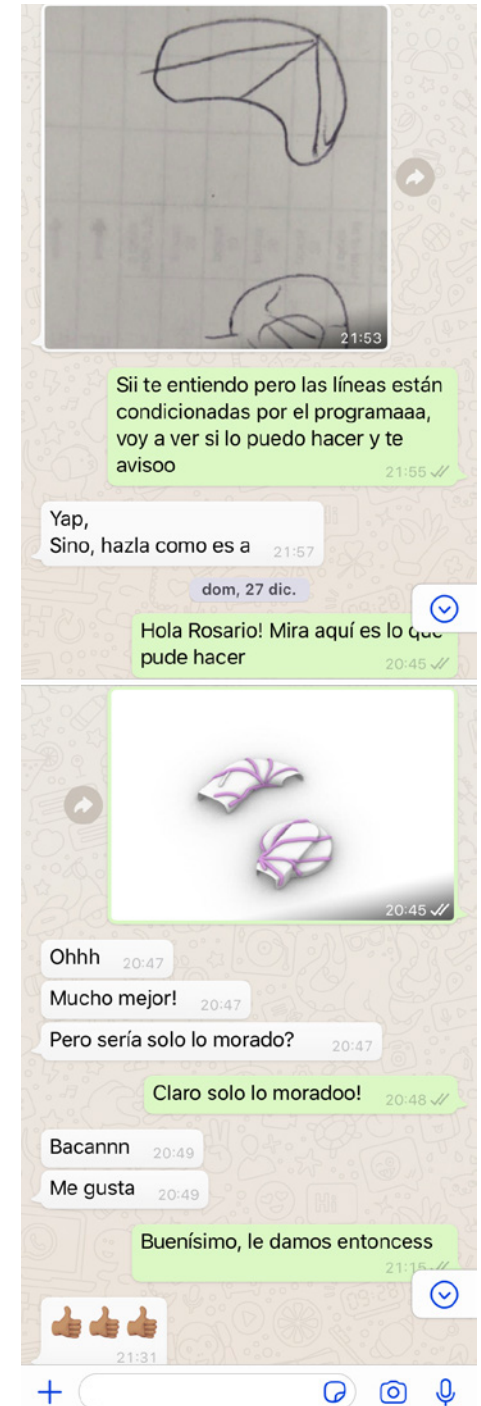 21:53
Sii te entiendo pero las líneas están
condicionadas por el programaaa,
voy a ver si lo puedo hacer y te
avisoo
21:55
Yap,
Sino, hazla como es a
21:57
dom, 27 dic.
Hola Rosario! Mira aquí es lo que
pude hacer
20:45
20:45
Ohhh 20:47
Mucho mejor! 20:47
Pero sería solo lo morado? 20:47
Claro solo lo moradoo! 20:48
Bacannn 20:49
Me gusta 20:49
Buenísimo, le damos entoncess
21:15
21:31